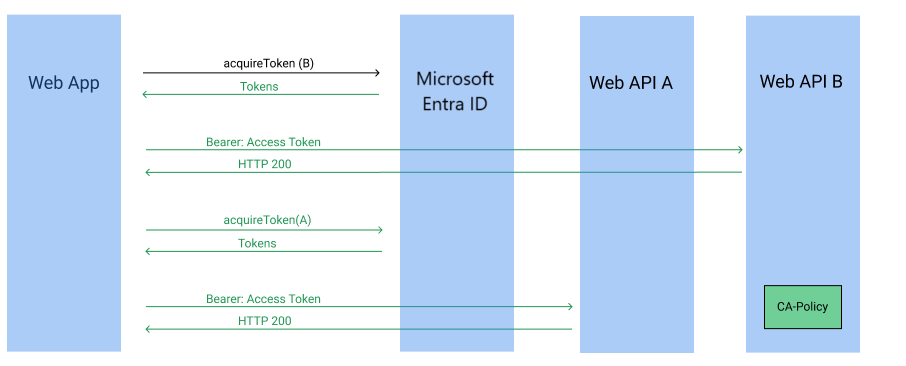 Web App
acquireToken (B)
Tokens
Microsoft
Entra ID
Web API A
Web API B
Bearer: Access Token
HTTP 200
acquireToken(A)
Tokens
Bearer: Access Token
HTTP 200
CA-Policy